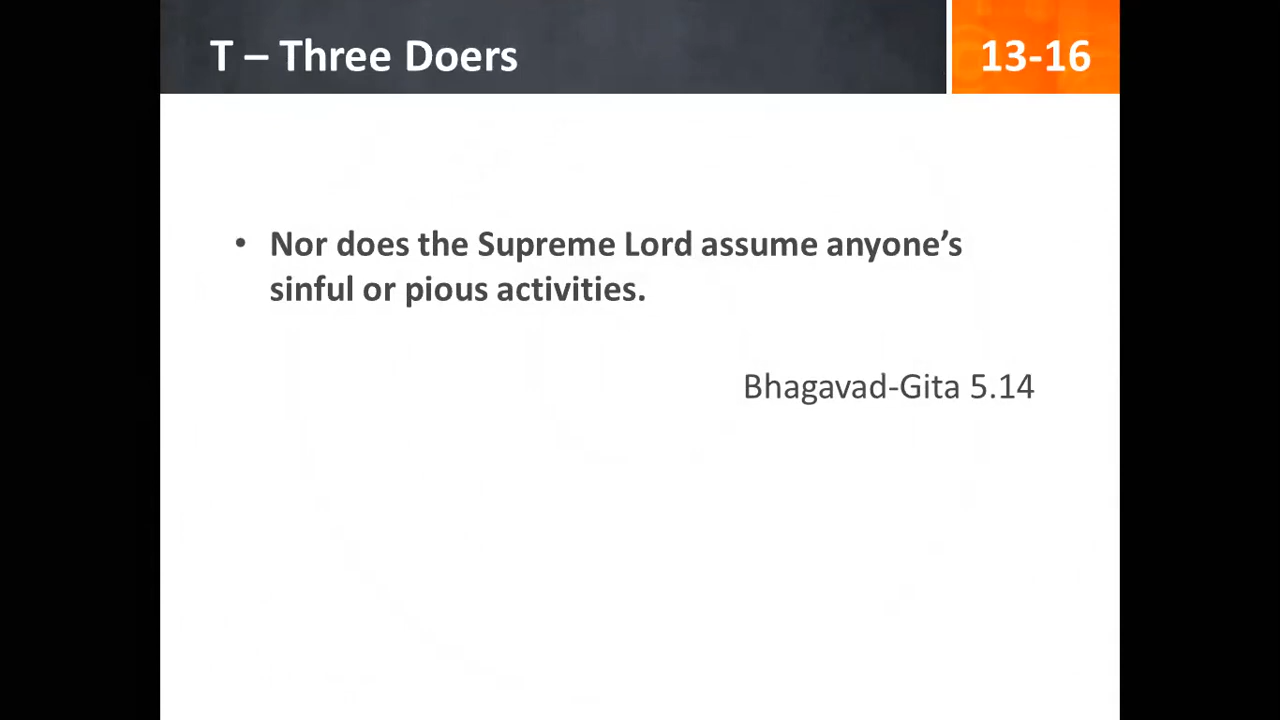 T – Three Doers
13-16
• Nor does the Supreme Lord assume anyone’s
sinful or pious activities.
Bhagavad-Gita 5.14